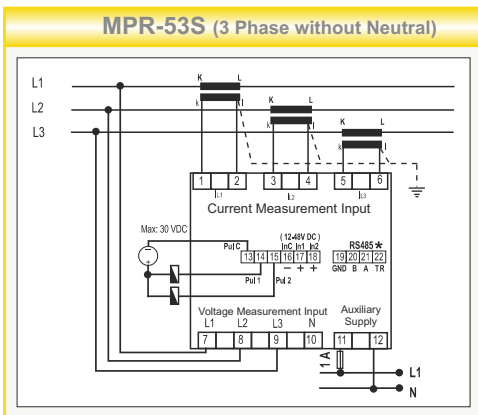 MPR-53S (3 Phase without Neutral)
L1
L2
L3
K L
k l
K L
k l
K L
k l
1 2 3 4 5 6
IL1 IL2 IL3
Current Measurement Input
Max: 30 VDC
Pul C
(12-48V DC)
InC In1 In2
RS485 *
13 14 15 16 17 18
19 20 21 22
− + +
GND B A TR
Pul 1 Pul 2
Voltage Measurement Input
Auxiliary
Supply
L1 L2 L3 N
7 8 9 10 11 12
1 A
L1
N